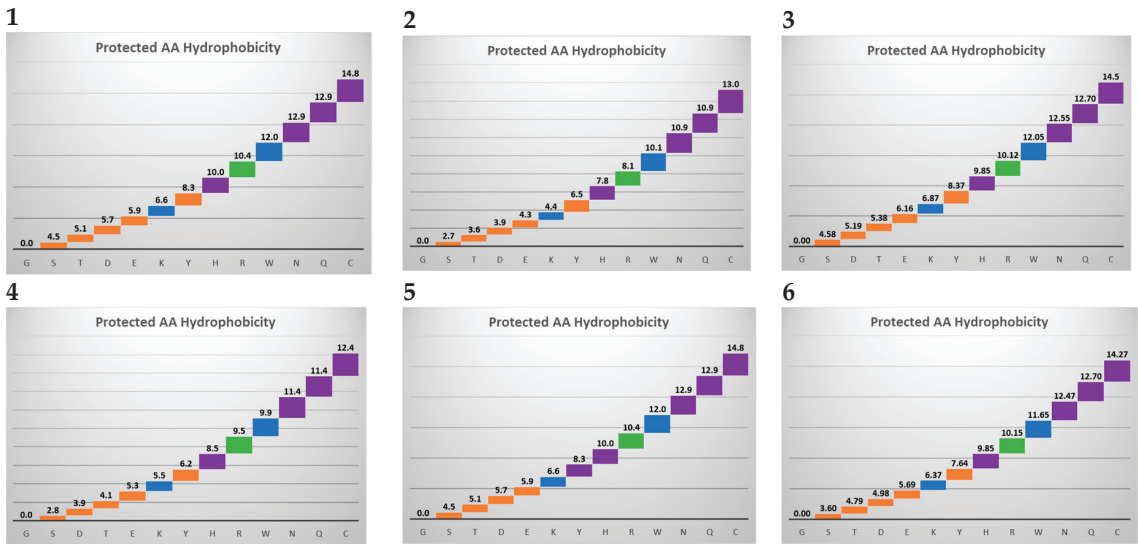 1
Protected AA Hydrophobicity
0.0 4.5 5.1 5.7 5.9 6.6 8.3 10.0 10.4 12.0 12.9 12.9 14.8
G S T D E K Y H R W N Q C
2
Protected AA Hydrophobicity
0.0 2.7 3.6 3.9 4.3 4.4 6.5 7.8 8.1 10.1 10.9 10.9 13.0
G S T D E K Y H R W N Q C
3
Protected AA Hydrophobicity
0.00 4.58 5.19 5.38 6.16 6.87 8.37 9.85 10.12 12.05 12.55 12.70 14.5
G S D T E K Y H R W N Q C
4
Protected AA Hydrophobicity
0.0 2.8 3.9 4.1 5.3 5.5 6.2 8.5 9.5 9.9 11.4 11.4 12.4
G S D T E K Y H R W N Q C
5
Protected AA Hydrophobicity
0.0 4.5 5.1 5.7 5.9 6.6 8.3 10.0 10.4 12.0 12.9 12.9 14.8
G S T D E K Y H R W N Q C
6
Protected AA Hydrophobicity
0.00 3.60 4.79 4.98 5.69 6.37 7.64 9.85 10.15 11.65 12.47 12.70 14.27
G S T D E K Y H R W N Q C